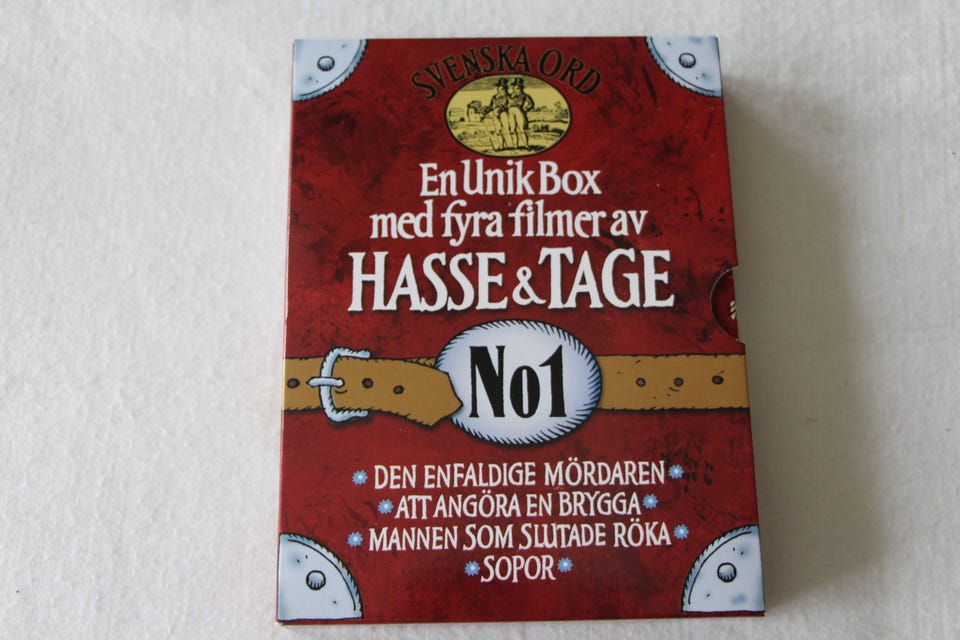 SVENSKA ORD
En Unik Box
med fyra filmer av
HASSE & TAGE
No1
DEN ENFALDIGE MÖRDAREN
ATT ANGÖRA EN BRYGGA
MANNEN SOM SLUTADE RÖKA
SOPOR